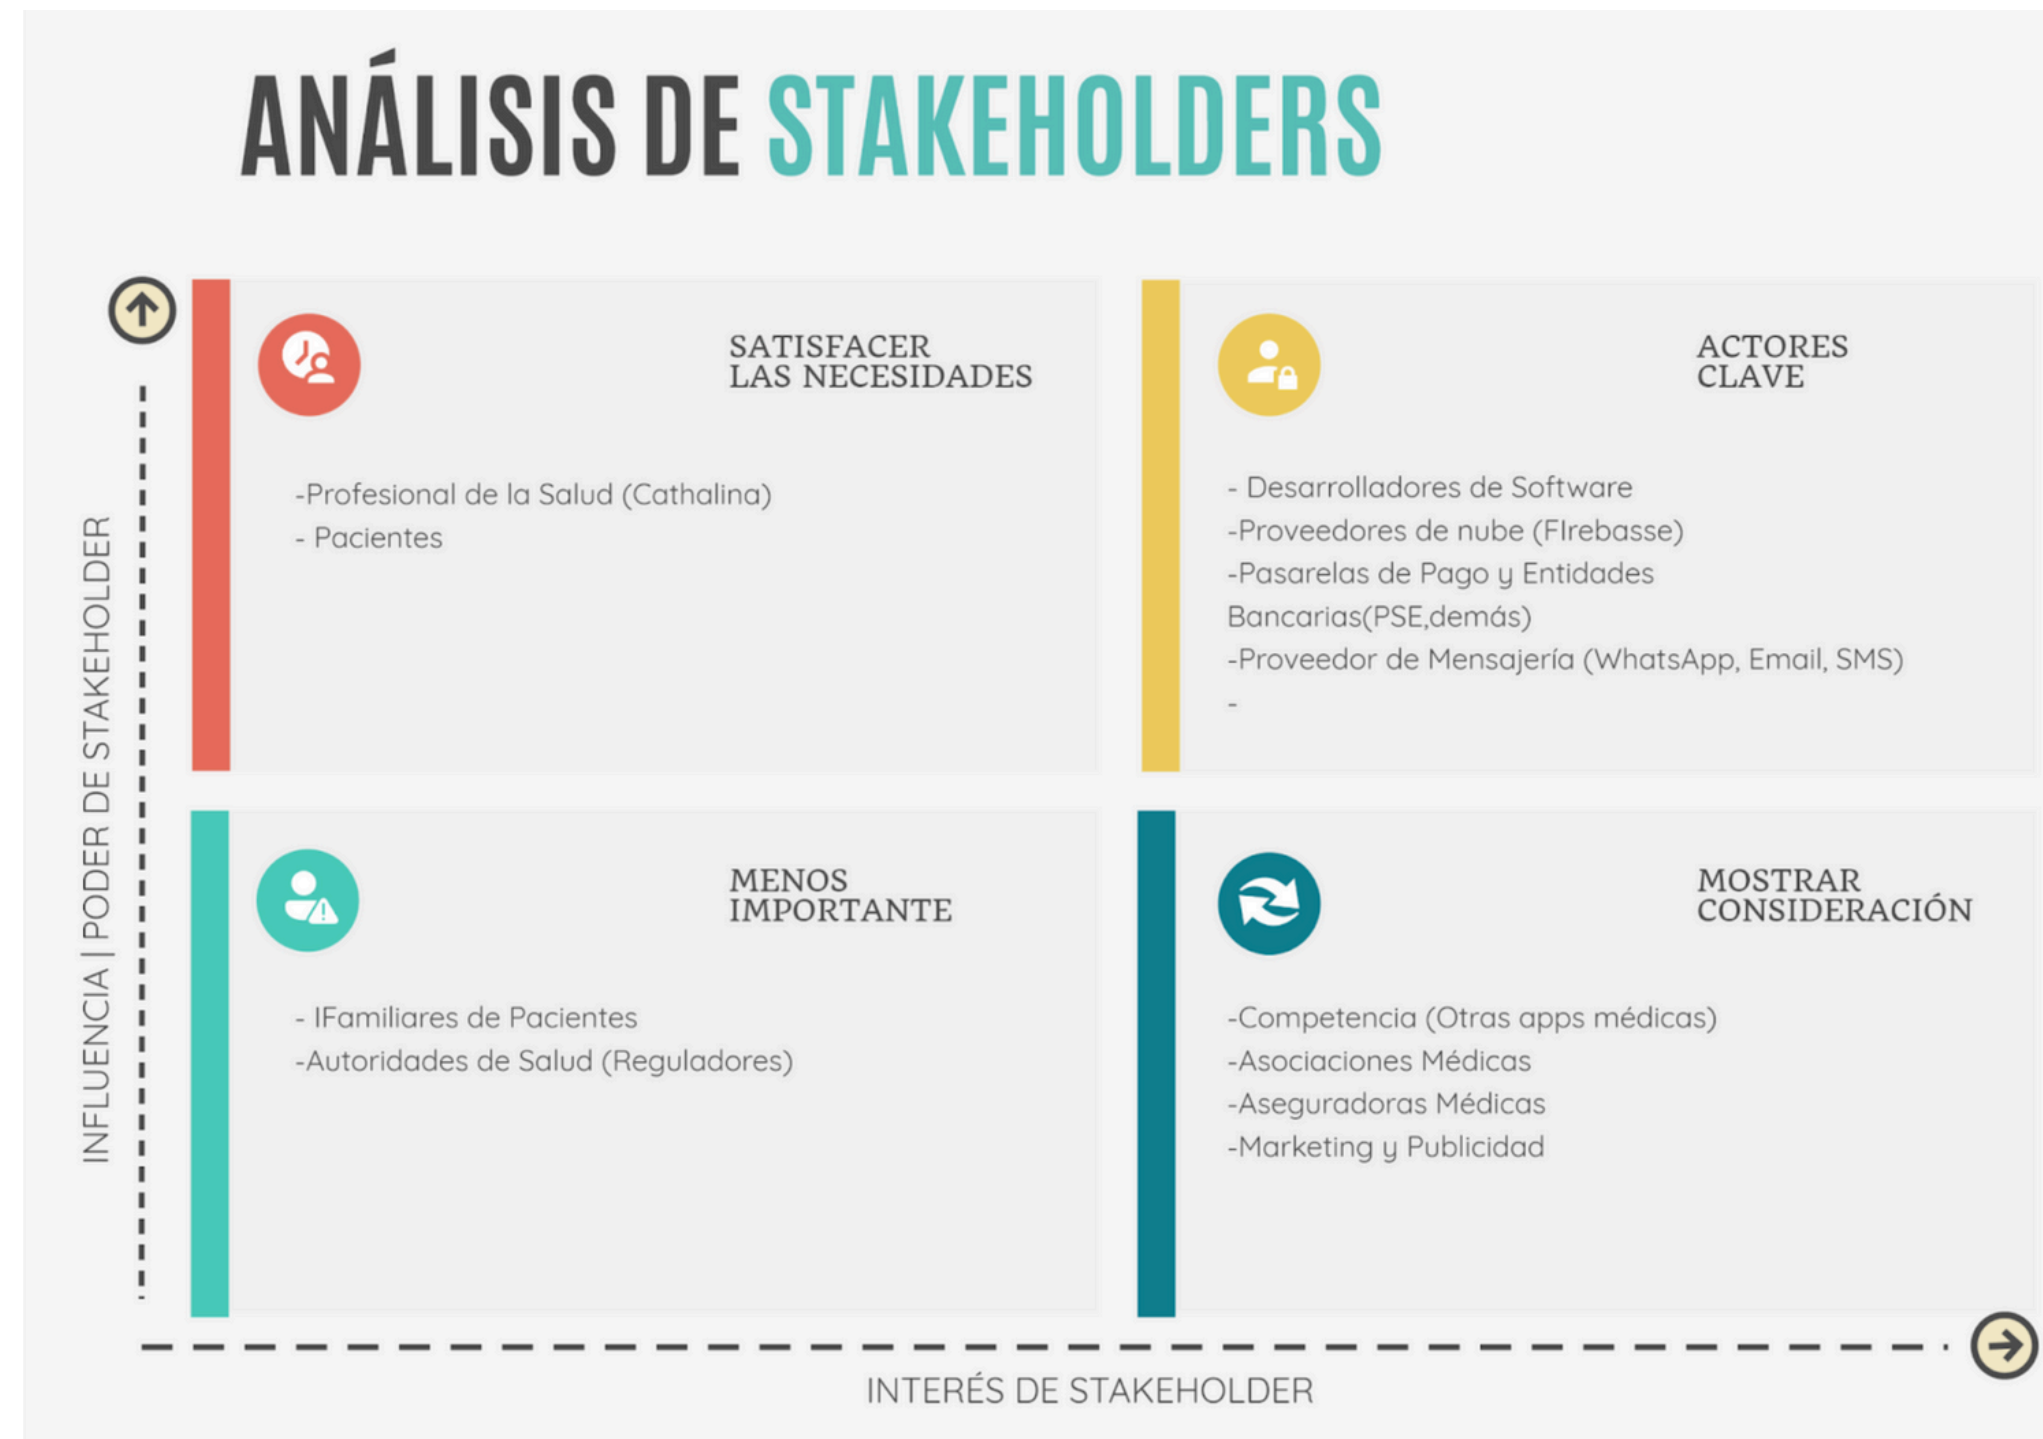 ANÁLISIS DE STAKEHOLDERS
INFLUENCIA | PODER DE STAKEHOLDER
SATISFACER
LAS NECESIDADES
-Profesional de la Salud (Cathalina)
- Pacientes
ACTORES
CLAVE
- Desarrolladores de Software
-Proveedores de nube (FIrebasse)
-Pasarelas de Pago y Entidades
Bancarias(PSE,demás)
-Proveedor de Mensajería (WhatsApp, Email, SMS)
-
MENOS
IMPORTANTE
- IFamiliares de Pacientes
-Autoridades de Salud (Reguladores)
MOSTRAR
CONSIDERACIÓN
-Competencia (Otras apps médicas)
-Asociaciones Médicas
-Aseguradoras Médicas
-Marketing y Publicidad
INTERÉS DE STAKEHOLDER